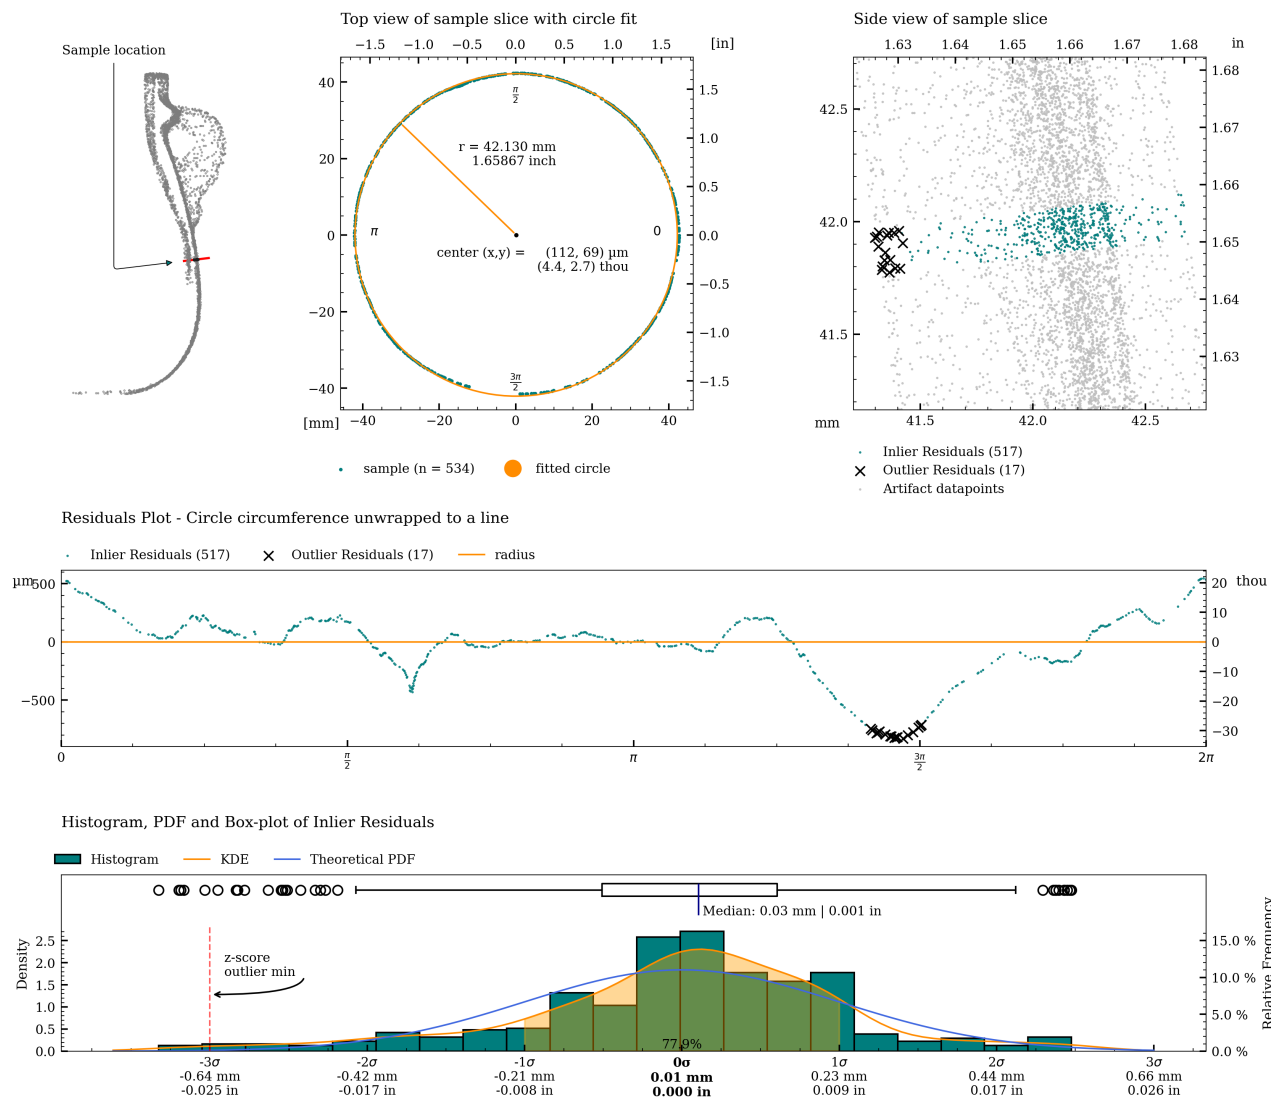 Sample location
Top view of sample slice with circle fit
−1.5 −1.0 −0.5 0.0 0.5 1.0 1.5 [in]
40 20 0 −20 −40
π/2
r = 42.130 mm
1.65867 inch
π 0
center (x,y) = (112, 69) µm
(4.4, 2.7) thou
3π/2
1.5 1.0 0.5 0.0 −0.5 −1.0 −1.5
[mm] −40 −20 0 20 40
sample (n = 534) fitted circle
Side view of sample slice
1.63 1.64 1.65 1.66 1.67 1.68 in
42.5 42.0 41.5
1.68 1.67 1.66 1.65 1.64 1.63
mm 41.5 42.0 42.5
Inlier Residuals (517)
Outlier Residuals (17)
Artifact datapoints
Residuals Plot - Circle circumference unwrapped to a line
Inlier Residuals (517) Outlier Residuals (17) radius
µm 500 0 −500
20 10 0 −10 −20 −30 thou
0 π/2 π 3π/2 2π
Histogram, PDF and Box-plot of Inlier Residuals
Histogram KDE Theoretical PDF
Median: 0.03 mm | 0.001 in
Density
2.5 2.0 1.5 1.0 0.5 0.0
z-score
outlier min
77.9%
15.0 % 10.0 % 5.0 % 0.0 %
Relative Frequency
-3σ -2σ -1σ 0σ 1σ 2σ 3σ
-0.64 mm -0.42 mm -0.21 mm 0.01 mm 0.23 mm 0.44 mm 0.66 mm
-0.025 in -0.017 in -0.008 in 0.000 in 0.009 in 0.017 in 0.026 in